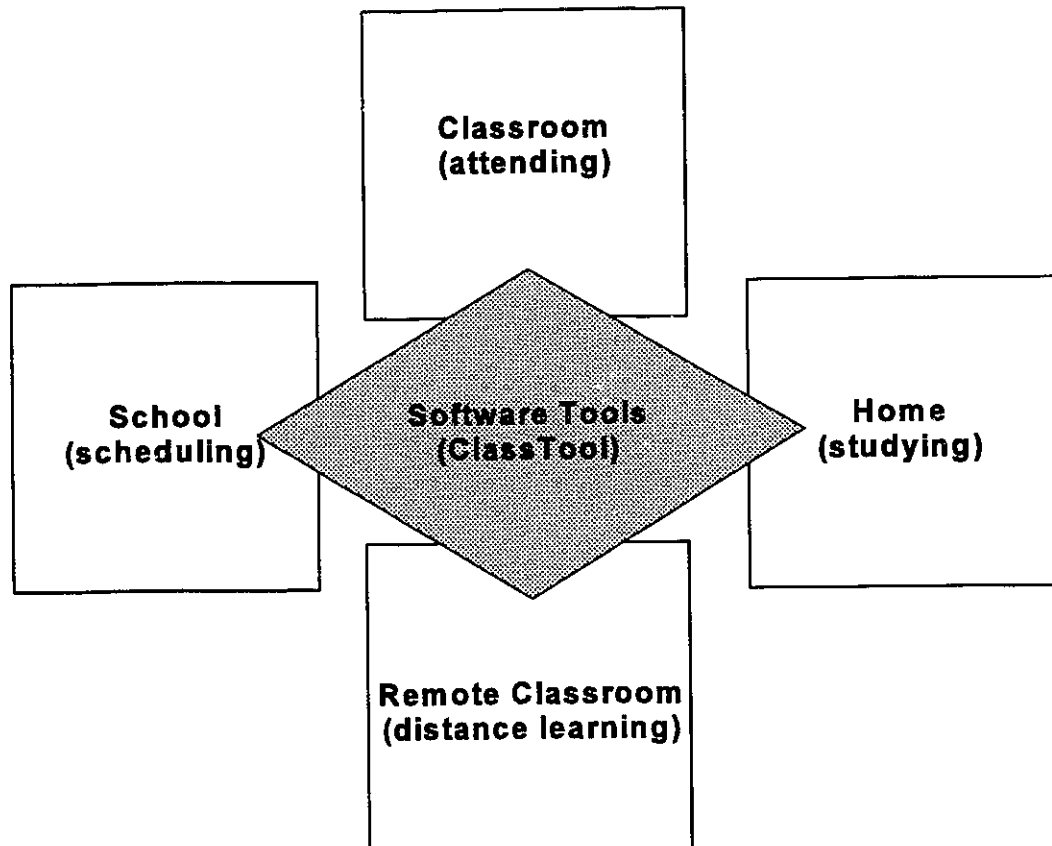 Classroom
(attending)
School
(scheduling)
Software Tools
(ClassTool)
Home
(studying)
Remote Classroom
(distance learning)